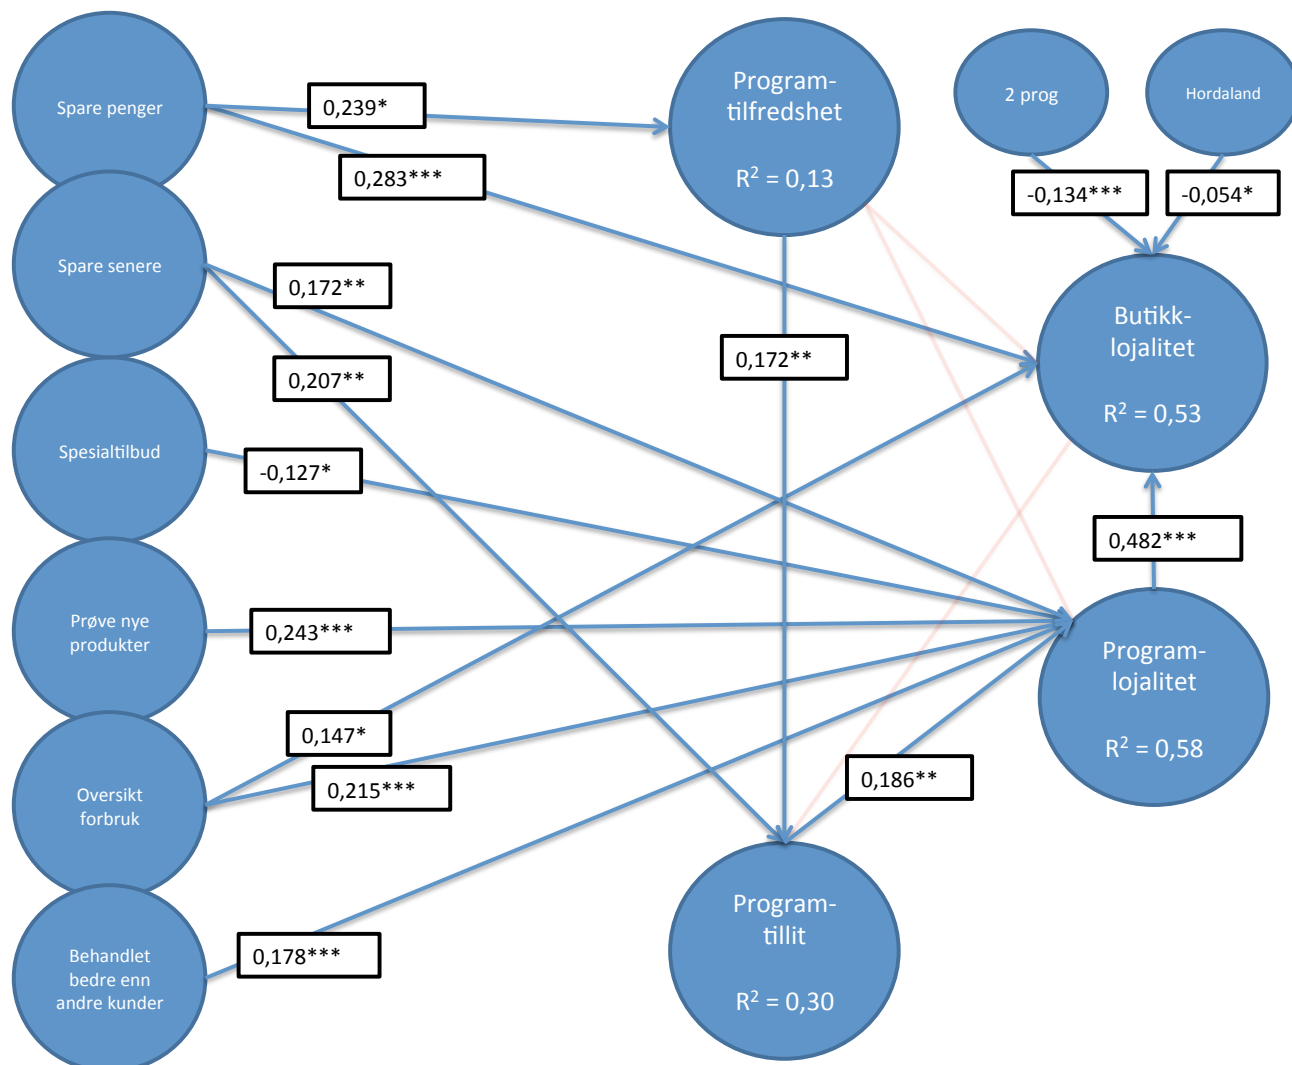 Spare penger
Spare senere
Spesialtilbud
Prøve nye
produkter
Oversikt
forbruk
Behandlet
bedre enn
andre kunder
0,239*
0,283***
0,172**
0,207**
-0,127*
0,243***
0,147*
0,215***
0,178***
Program-
tilfredshet
R² = 0,13
0,172**
Program-
tillit
R² = 0,30
0,186**
2 prog
Hordaland
-0,134***
-0,054*
Butikk-
lojalitet
R² = 0,53
0,482***
Program-
lojalitet
R² = 0,58